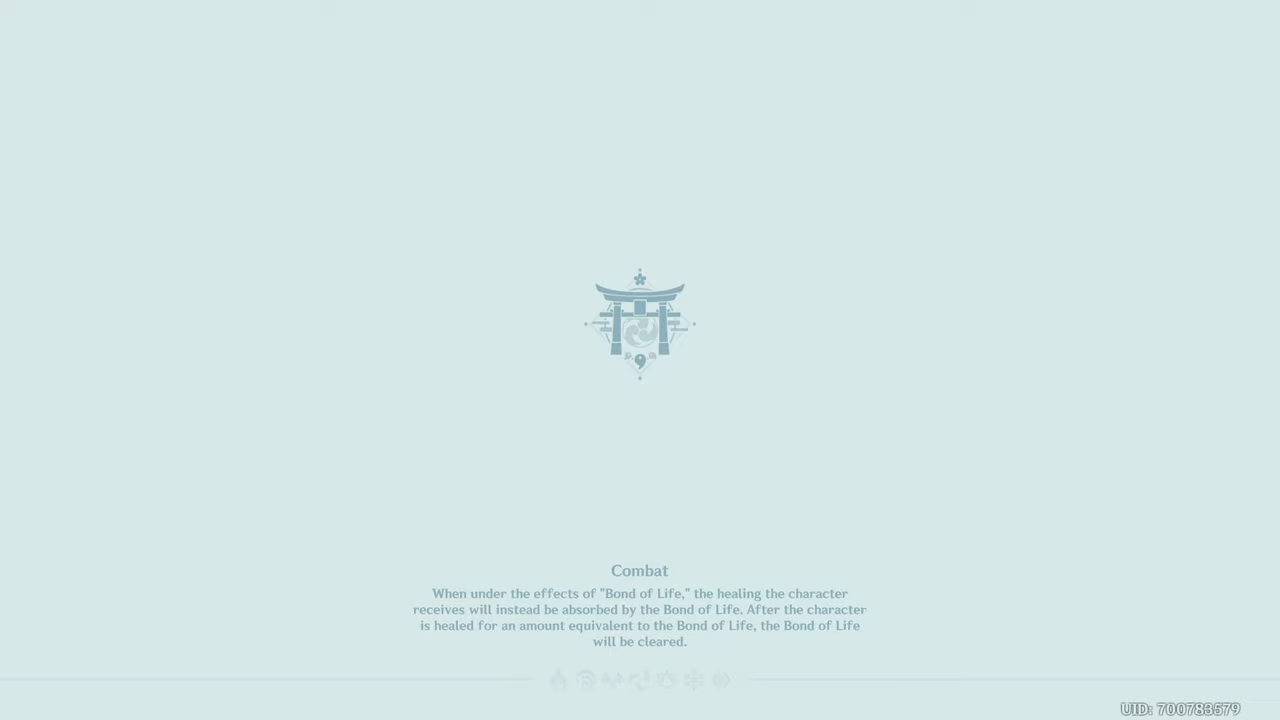 Combat
When under the effects of "Bond of Life," the healing the character
receives will instead be absorbed by the Bond of Life. After the character
is healed for an amount equivalent to the Bond of Life, the Bond of Life
will be cleared.
UID: 700783579